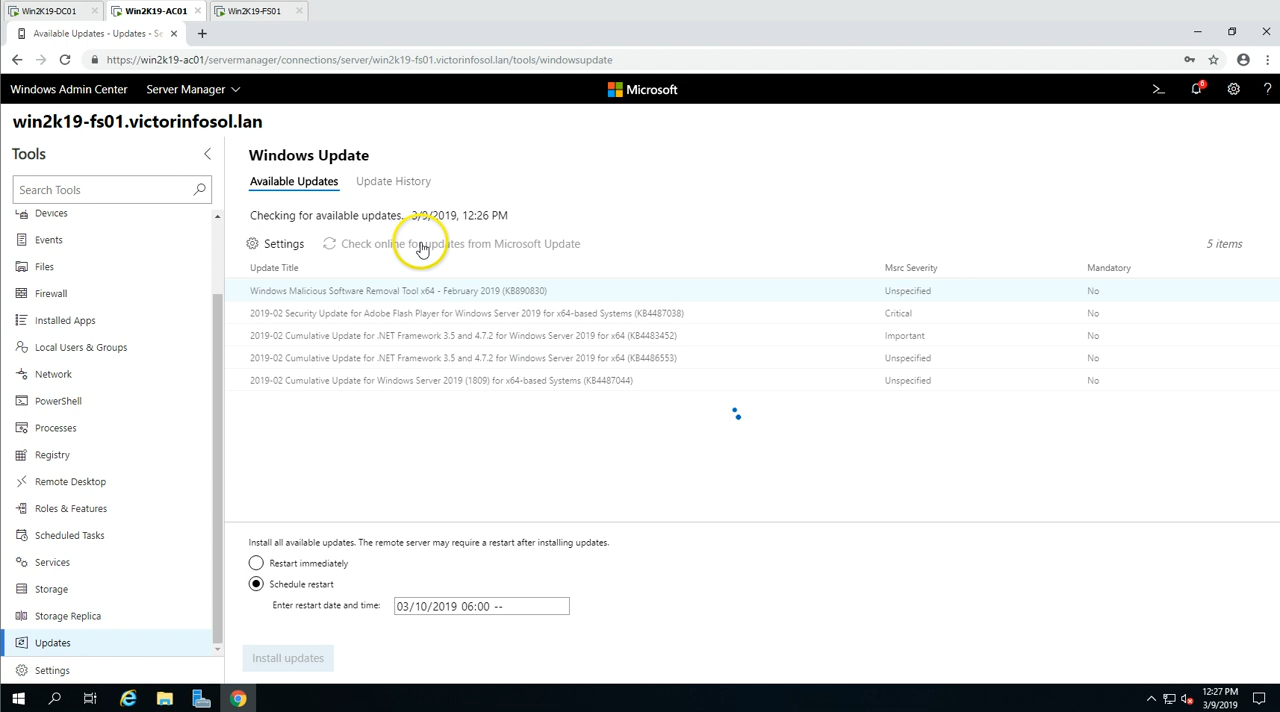 Win2K19-DC01
Win2K19-AC01
Win2K19-FS01
Available Updates - Updates - Se
https://win2k19-ac01/servermanager/connections/server/win2k19-fs01.victorinfosol.lan/tools/windowsupdate
Windows Admin Center
Server Manager
Microsoft
6
?
win2k19-fs01.victorinfosol.lan
Tools
Search Tools
Devices
Events
Files
Firewall
Installed Apps
Local Users & Groups
Network
PowerShell
Processes
Registry
Remote Desktop
Roles & Features
Scheduled Tasks
Services
Storage
Storage Replica
Updates
Settings
Windows Update
Available Updates
Update History
Checking for available updates... 3/9/2019, 12:26 PM
Settings
Check online for updates from Microsoft Update
5 items
Update Title Msrc Severity Mandatory
Windows Malicious Software Removal Tool x64 - February 2019 (KB890830) Unspecified No
2019-02 Security Update for Adobe Flash Player for Windows Server 2019 for x64-based Systems (KB4487038) Critical No
2019-02 Cumulative Update for .NET Framework 3.5 and 4.7.2 for Windows Server 2019 for x64 (KB4483452) Important No
2019-02 Cumulative Update for .NET Framework 3.5 and 4.7.2 for Windows Server 2019 for x64 (KB4486553) Unspecified No
2019-02 Cumulative Update for Windows Server 2019 (1809) for x64-based Systems (KB4487044) Unspecified No
Install all available updates. The remote server may require a restart after installing updates.
Restart immediately
Schedule restart
Enter restart date and time: 03/10/2019 06:00 --
Install updates
12:27 PM
3/9/2019